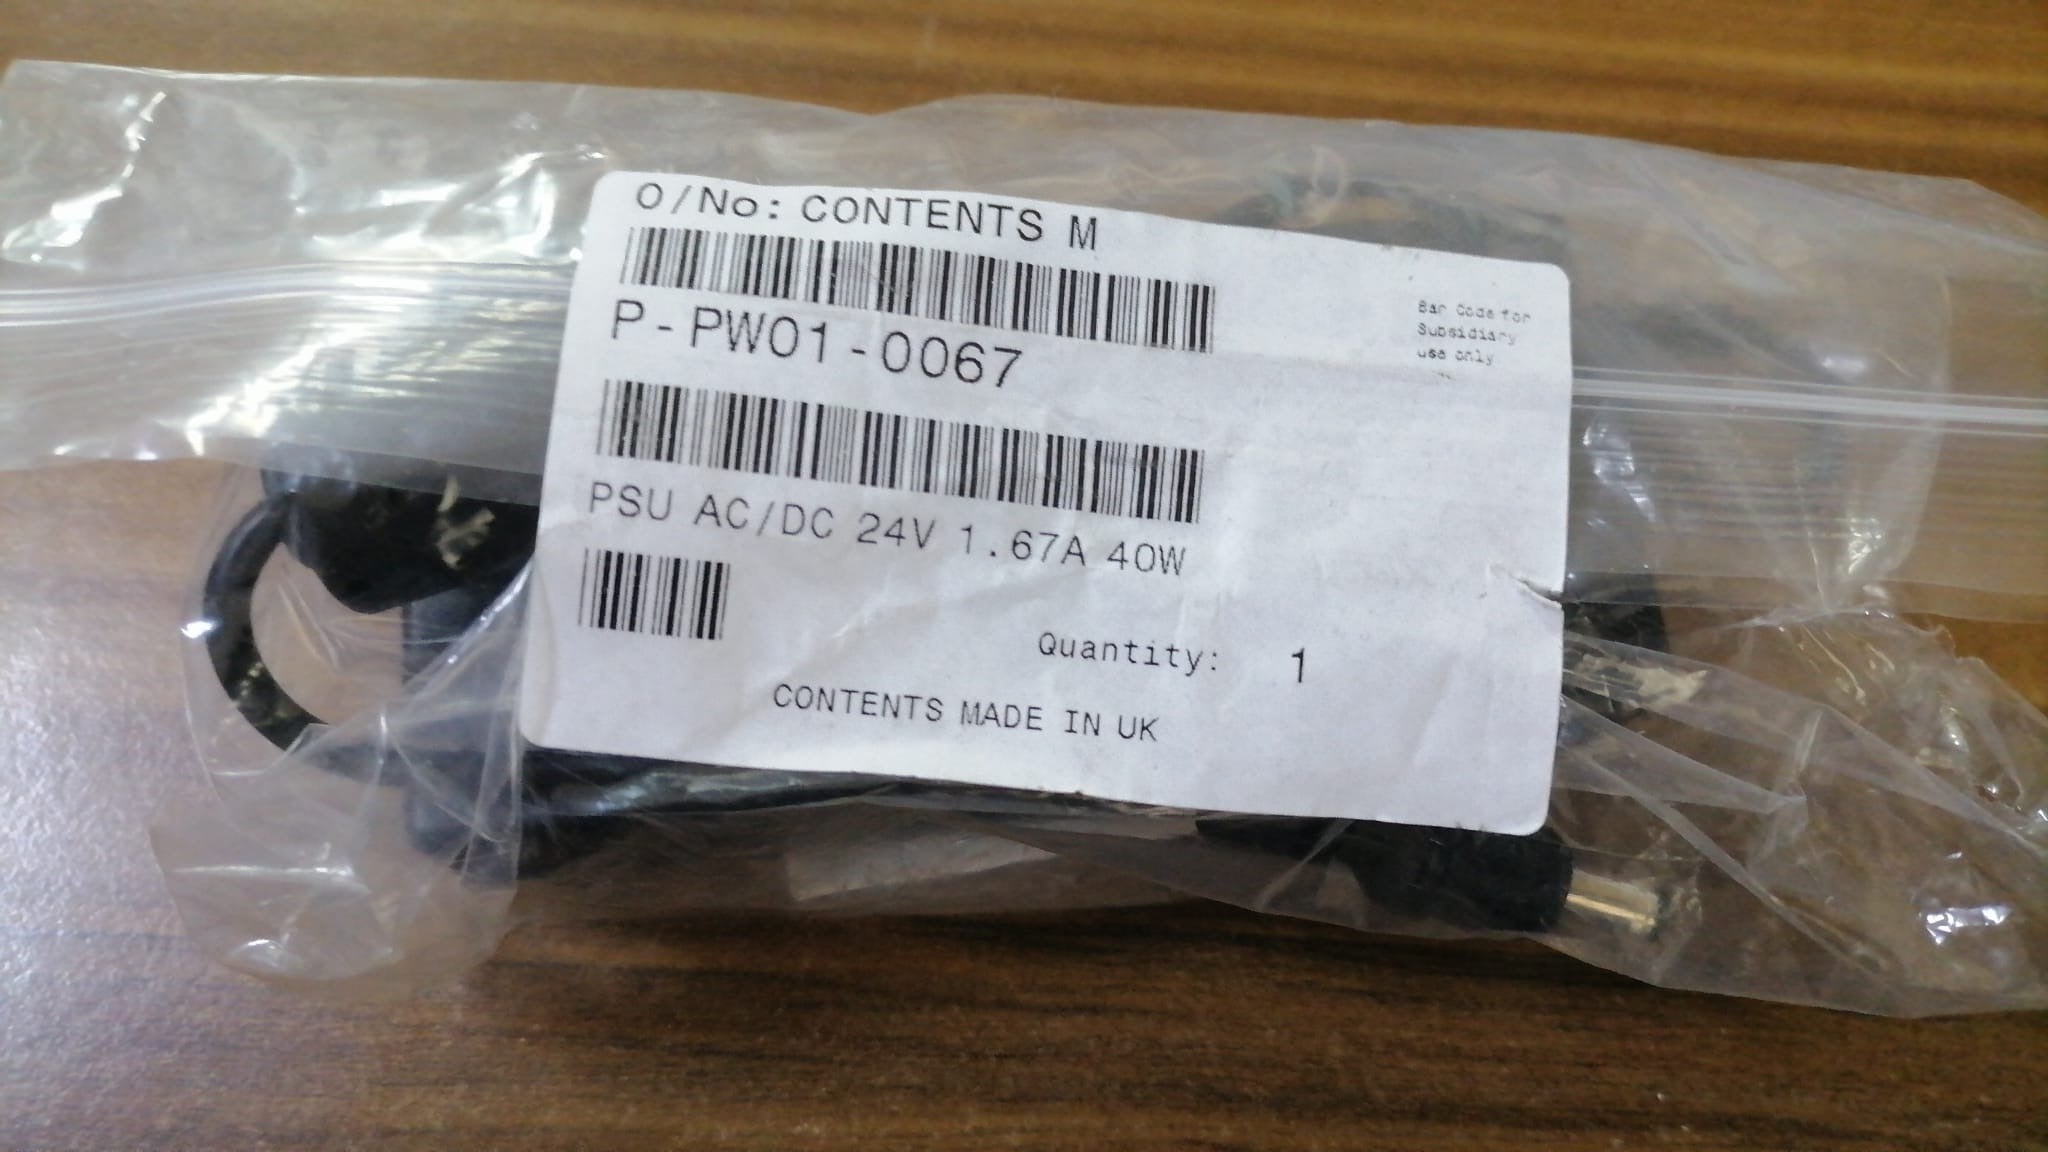 O/No: CONTENTS M
P-PW01-0067
Bar Code for
Subsidiary
use only
PSU AC/DC 24V 1.67A 40W
Quantity: 1
CONTENTS MADE IN UK